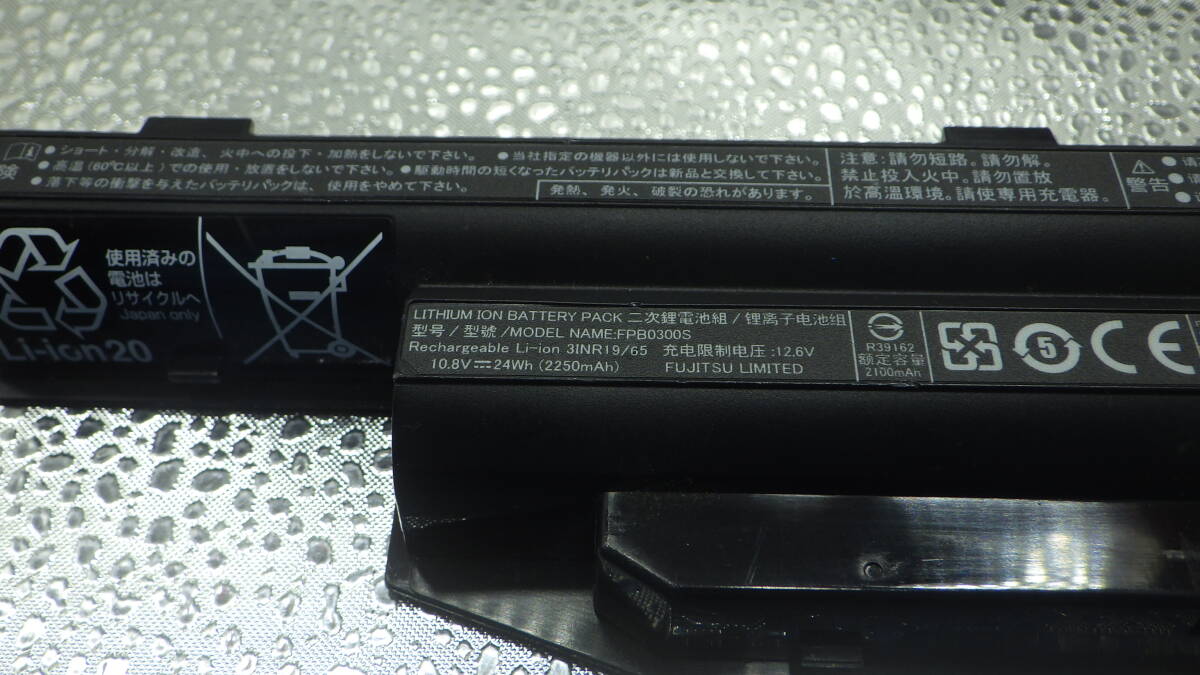 ● ショート・分解・改造、火中への投下・加熱をしないで下さい。 ● 当社指定の機器以外には使用しないで下さい。
険 ● 高温(60℃以上)での使用・放置をしないで下さい。 ● 駆動時間の短くなったバッテリパックは新品と交換して下さい。
● 落下等の衝撃を与えたバッテリパックは、使用をやめて下さい。
発熱、発火、破裂の恐れがあります。
注意:請勿短路。請勿解。
禁止投入火中。請勿置放
於高溫環境。請使專用充電器。
警告
使用済みの
電池は
リサイクルへ
Japan only
Li-ion20
LITHIUM ION BATTERY PACK 二次鋰電池組/锂离子电池组
型号/型號/MODEL NAME:FPB0300S
Rechargeable Li-ion 3INR19/65 充电限制电压:12.6V
10.8V 24Wh (2250mAh) FUJITSU LIMITED
R39162
额定容量
2100mAh
5
CE